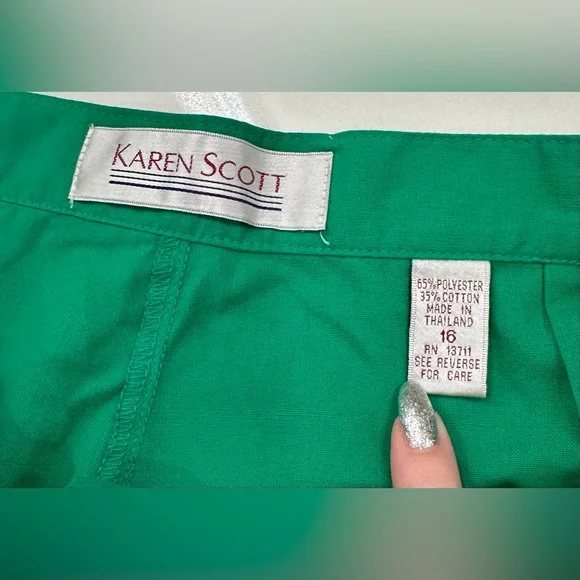 KAREN SCOTT
65% POLYESTER
35% COTTON
MADE IN
THAILAND
16
RN 13711
SEE REVERSE
FOR CARE